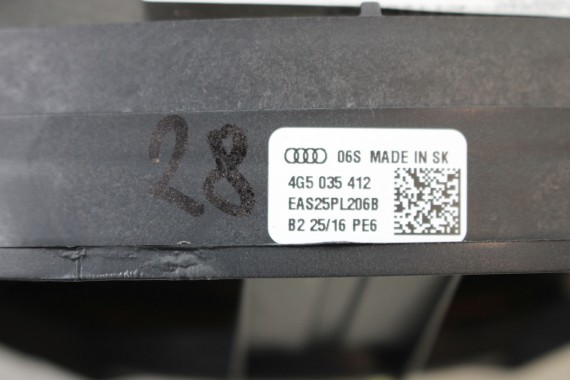 28
06S MADE IN SK
4G5 035 412
EAS25PL206B
B2 25/16 PE6